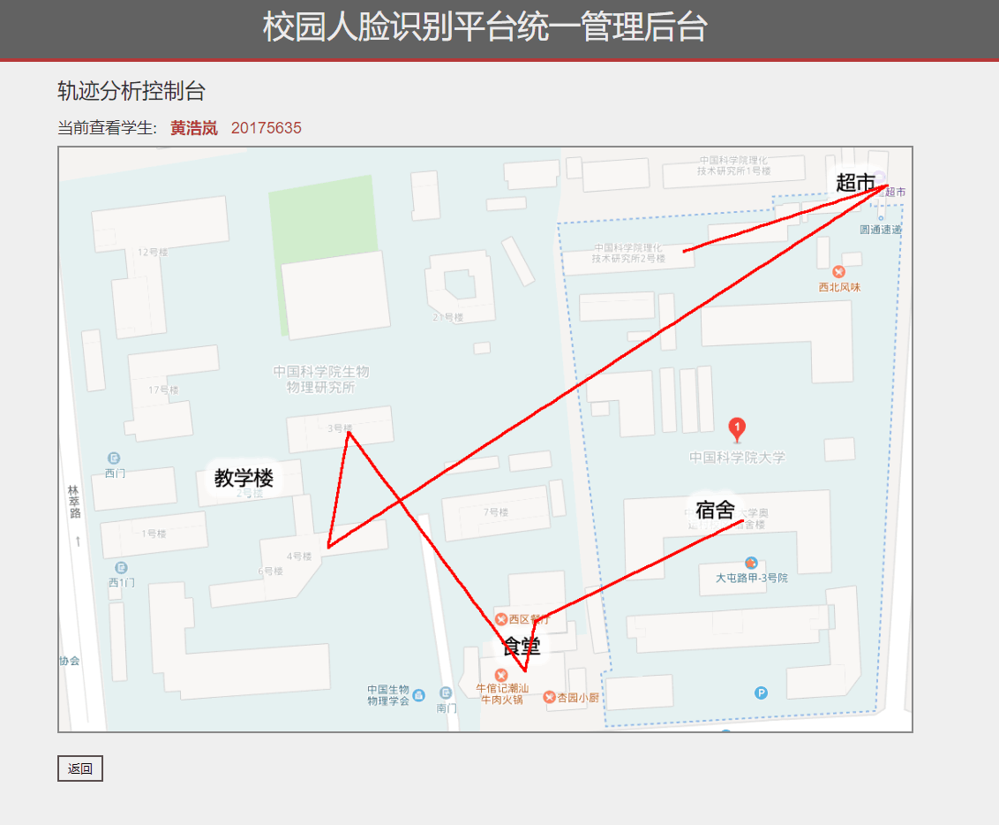 校园人脸识别平台统一管理后台
轨迹分析控制台
当前查看学生: 黄浩岚 20175635
中国科学院理化
技术研究所1号楼
超市
超市
圆通速递
12号楼
中国科学院理化
技术研究所2号楼
西北风味
21号楼
中国科学院生物
物理研究所
17号楼
3号楼
1
中国科学院大学
西门
教学楼
2号楼
林萃路
7号楼
宿舍
1号楼
4号楼
6号楼
西1门
大屯路甲-3号院
西区餐厅
食堂
协会
牛倌记潮汕
牛肉火锅
杏园小厨
中国生物
物理学会
南门
P
返回